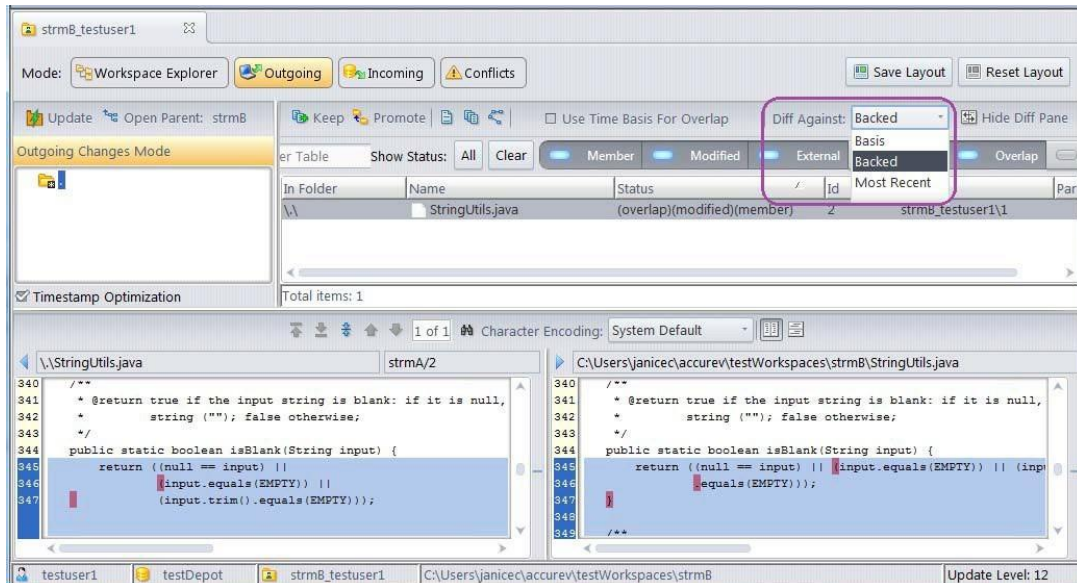 strmB_testuser1
Mode: Workspace Explorer Outgoing Incoming Conflicts Save Layout Reset Layout
Update Open Parent: strmB Keep Promote Use Time Basis For Overlap Diff Against: Backed Hide Diff Pane
Outgoing Changes Mode er Table Show Status: All Clear Member Modified External Overlap
Basis
Backed
Most Recent
In Folder Name Status Id Par
\.\ StringUtils.java (overlap)(modified)(member) 2 strmB_testuser1\1
Timestamp Optimization Total items: 1
1 of 1 Character Encoding: System Default
\.\StringUtils.java strmA/2
340 /**
341 * @return true if the input string is blank: if it is null,
342 * string (""); false otherwise;
343 */
344 public static boolean isBlank(String input) {
345 return ((null == input) ||
346 (input.equals(EMPTY)) ||
347 (input.trim().equals(EMPTY)));
C:\Users\janicec\accurev\testWorkspaces\strmB\StringUtils.java
340 /**
341 * @return true if the input string is blank: if it is null,
342 * string (""); false otherwise;
343 */
344 public static boolean isBlank(String input) {
345 return ((null == input) || (input.equals(EMPTY)) || (inp
346 .equals(EMPTY)));
347 }
348
349 /**
testuser1 testDepot strmB_testuser1 C:\Users\janicec\accurev\testWorkspaces\strmB Update Level: 12